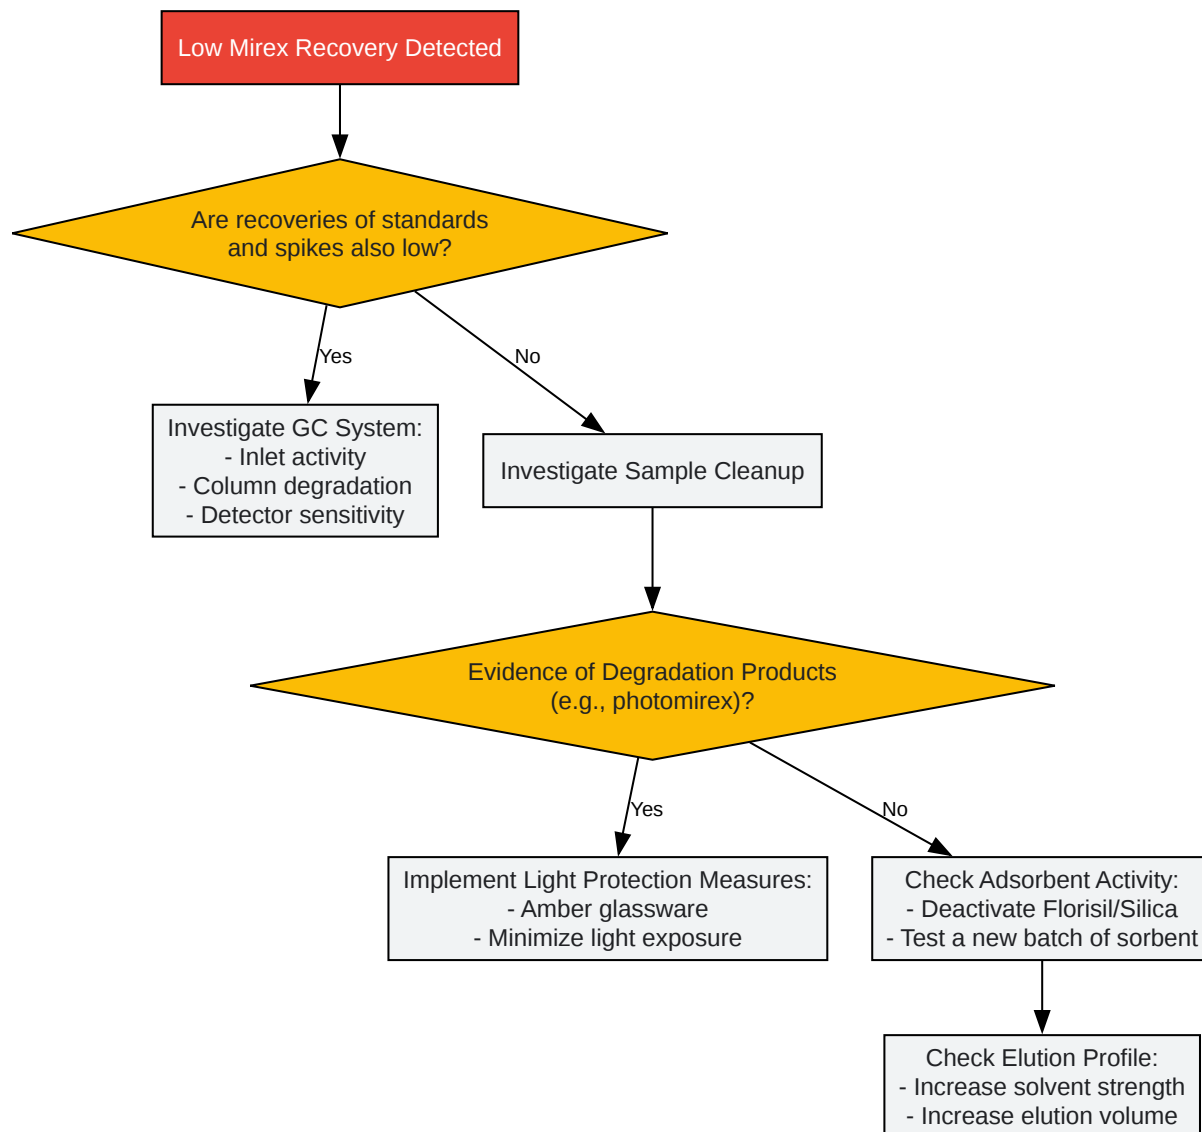 Low Mirex Recovery Detected
Are recoveries of standards
and spikes also low?
Yes
No
Investigate GC System:
- Inlet activity
- Column degradation
- Detector sensitivity
Investigate Sample Cleanup
Evidence of Degradation Products
(e.g., photomirex)?
Yes
No
Implement Light Protection Measures:
- Amber glassware
- Minimize light exposure
Check Adsorbent Activity:
- Deactivate Florisil/Silica
- Test a new batch of sorbent
Check Elution Profile:
- Increase solvent strength
- Increase elution volume